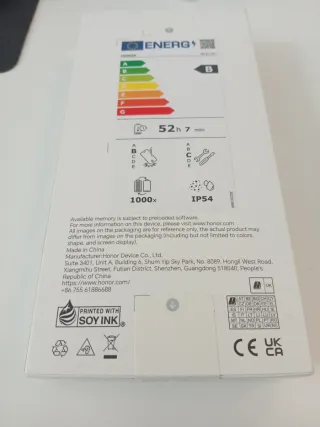 ENERG
HONOR
A
B
C
D
E
F
G
B
52h 7 min
A
B
C
D
E
A
B
C
D
E
1000x
IP54
Available memory is subject to preloaded software.
For more information on this device, please visit www.honor.com
All images on the packaging are for reference only, the actual product may
differ from images on the packaging (including but not limited to colors,
shape, and screen display).
Made in China
Manufacturer:Honor Device Co., Ltd.
Suite 3401, Unit A, Building 6, Shum Yip Sky Park, No. 8089, Hongli West Road,
Xiangmihu Street, Futian District, Shenzhen, Guangdong 518040, People's
Republic of China
https://www.honor.com/
+86 755 61886688
PRINTED WITH
SOY INK
CE
UK
CA